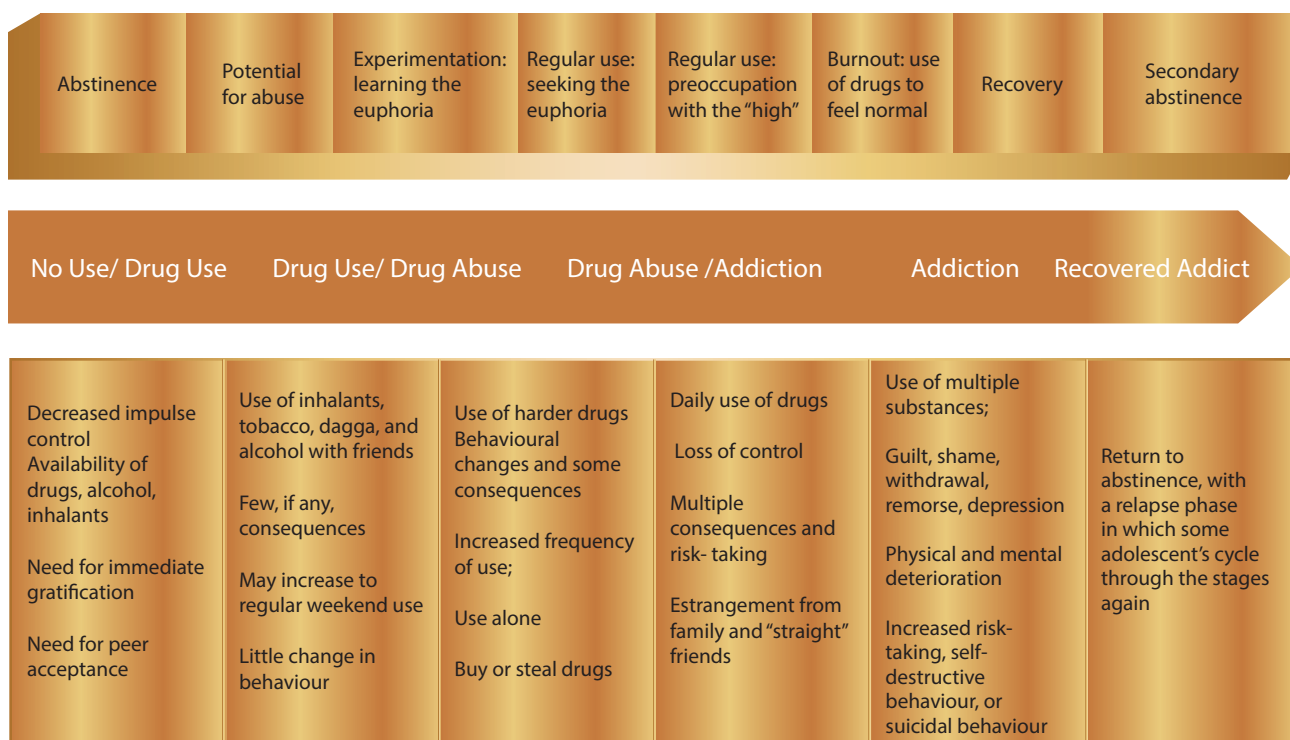 Abstinence
Potential
for abuse
Experimentation:
learning the
euphoria
Regular use:
seeking the
euphoria
Regular use:
preoccupation
with the “high”
Burnout: use
of drugs to
feel normal
Recovery
Secondary
abstinence
No Use/ Drug Use
Drug Use/ Drug Abuse
Drug Abuse /Addiction
Addiction
Recovered Addict
Decreased impulse
control
Availability of
drugs, alcohol,
inhalants
Need for immediate
gratification
Need for peer
acceptance
Use of inhalants,
tobacco, dagga, and
alcohol with friends
Few, if any,
consequences
May increase to
regular weekend use
Little change in
behaviour
Use of harder drugs
Behavioural
changes and some
consequences
Increased frequency
of use;
Use alone
Buy or steal drugs
Daily use of drugs
Loss of control
Multiple
consequences and
risk- taking
Estrangement from
family and “straight”
friends
Use of multiple
substances;
Guilt, shame,
withdrawal,
remorse, depression
Physical and mental
deterioration
Increased risk-
taking, self-
destructive
behaviour, or
suicidal behaviour
Return to
abstinence, with
a relapse phase
in which some
adolescent’s cycle
through the stages
again